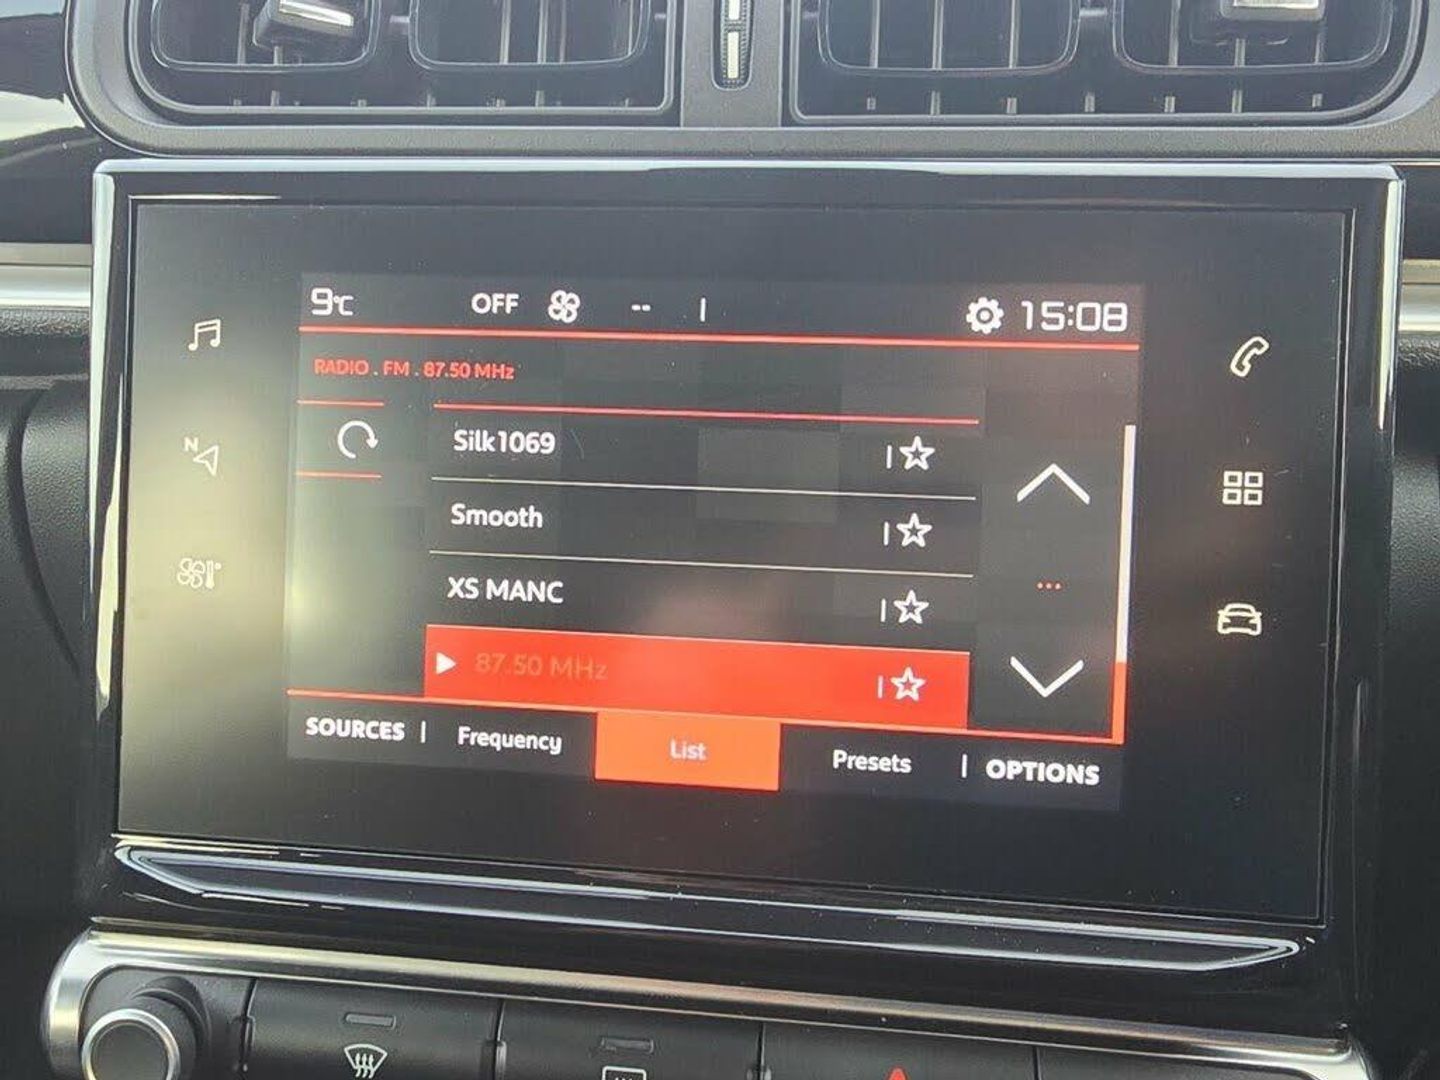 9°C OFF -- 15:08
RADIO . FM . 87.50 MHz
Silk1069
Smooth
N
XS MANC
87.50 MHz
SOURCES Frequency List Presets OPTIONS